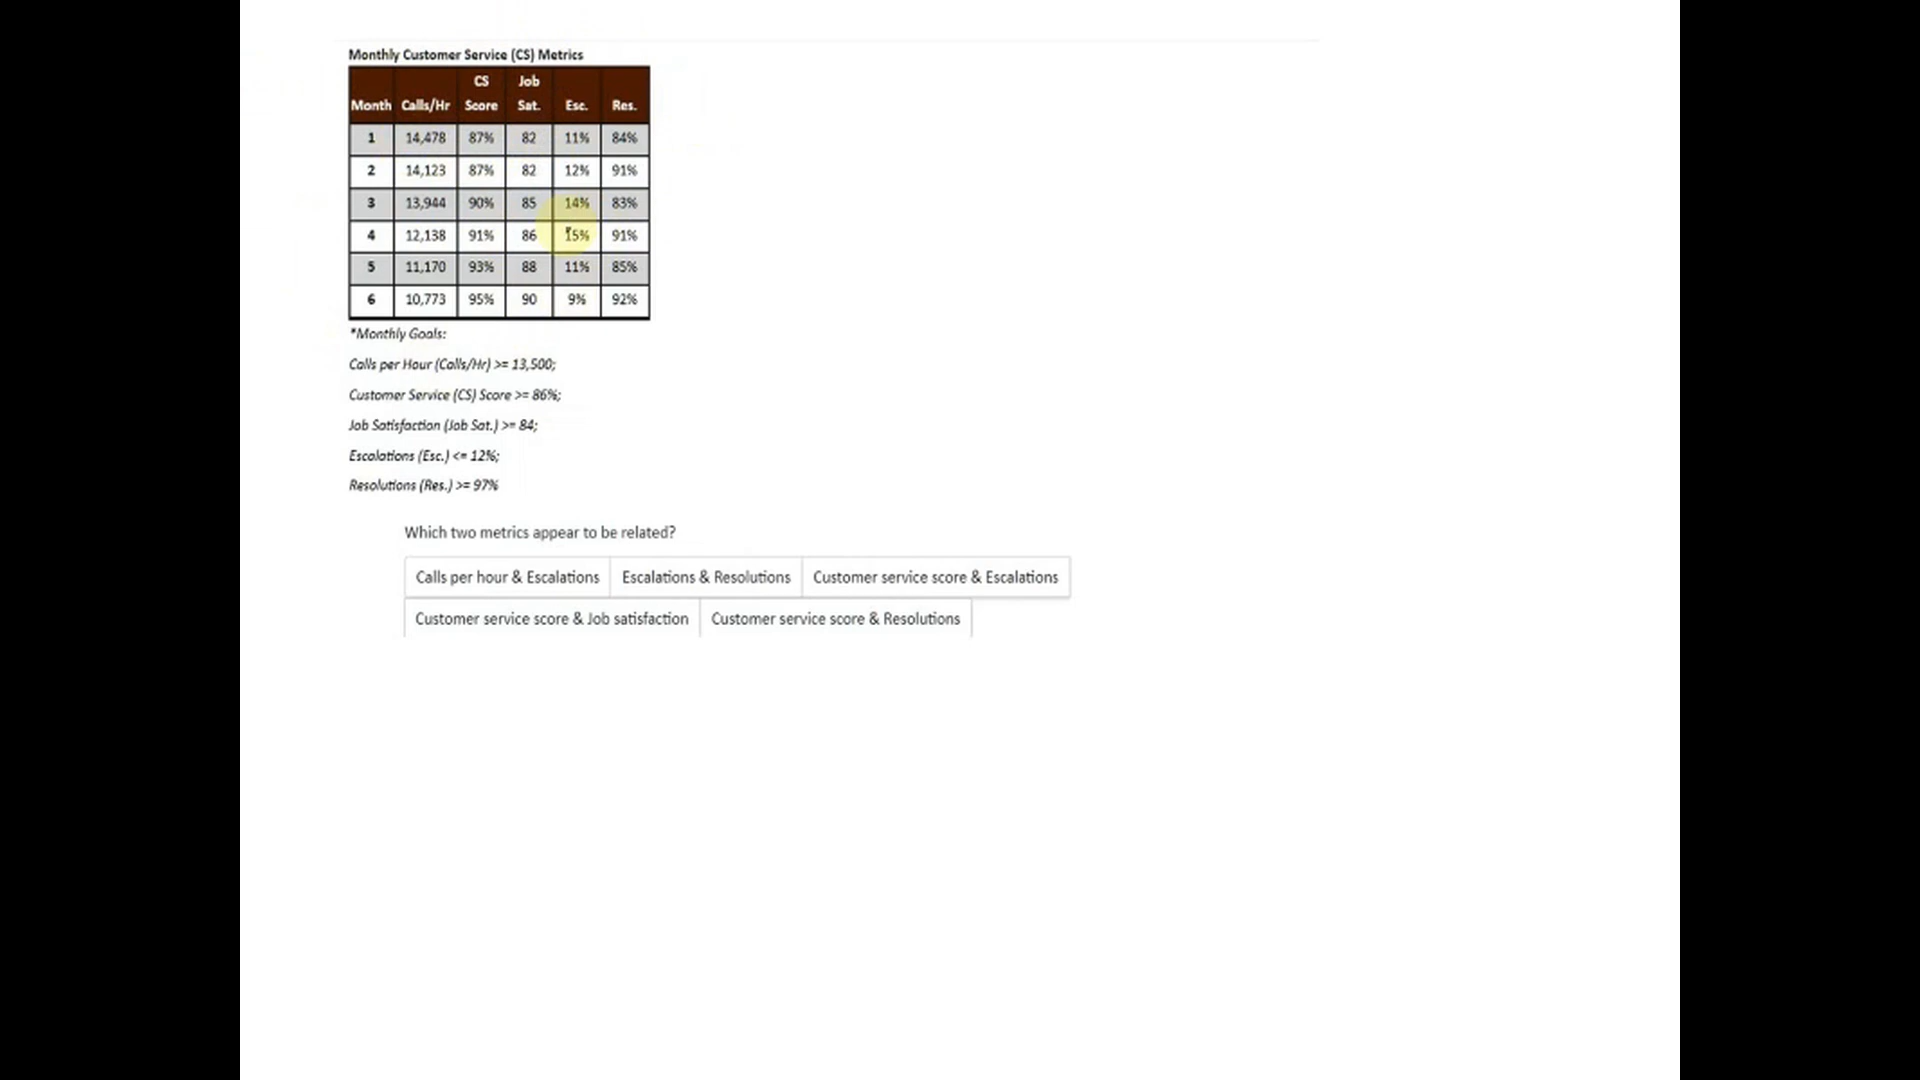 Monthly Customer Service (CS) Metrics
Month Calls/Hr CS Score Job Sat. Esc. Res.
1 14,478 87% 82 11% 84%
2 14,123 87% 82 12% 91%
3 13,944 90% 85 14% 83%
4 12,138 91% 86 15% 91%
5 11,170 93% 88 11% 85%
6 10,773 95% 90 9% 92%
*Monthly Goals:
Calls per Hour (Calls/Hr) >= 13,500;
Customer Service (CS) Score >= 86%;
Job Satisfaction (Job Sat.) >= 84;
Escalations (Esc.) <= 12%;
Resolutions (Res.) >= 97%
Which two metrics appear to be related?
Calls per hour & Escalations Escalations & Resolutions Customer service score & Escalations
Customer service score & Job satisfaction Customer service score & Resolutions